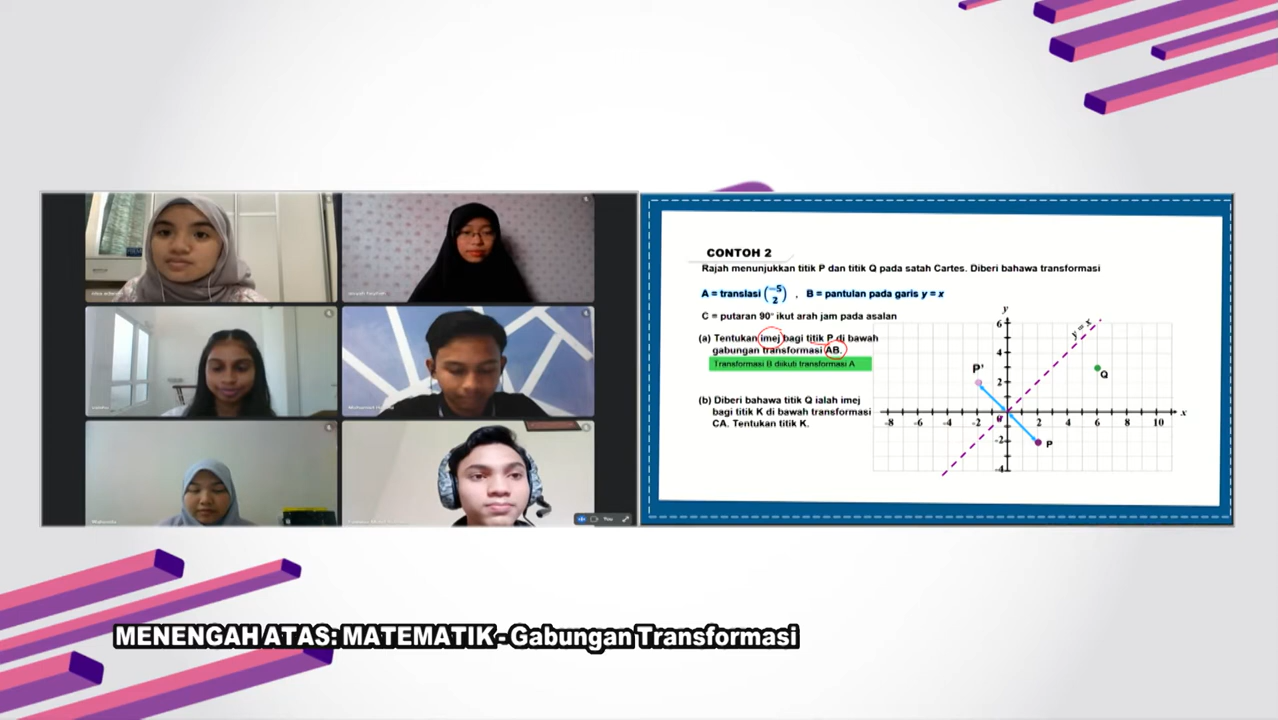 CONTOH 2
Rajah menunjukkan titik P dan titik Q pada satah Cartes. Diberi bahawa transformasi
A = translasi (−5 2) , B = pantulan pada garis y = x
C = putaran 90° ikut arah jam pada asalan
(a) Tentukan imej bagi titik P di bawah
gabungan transformasi AB.
Transformasi B diikuti transformasi A
(b) Diberi bahawa titik Q ialah imej
bagi titik K di bawah transformasi
CA. Tentukan titik K.
y
6
y = x
4
P'
Q
2
x
-8 -6 -4 -2 0 2 4 6 8 10
-2
P
-4
You
MENENGAH ATAS: MATEMATIK - Gabungan Transformasi